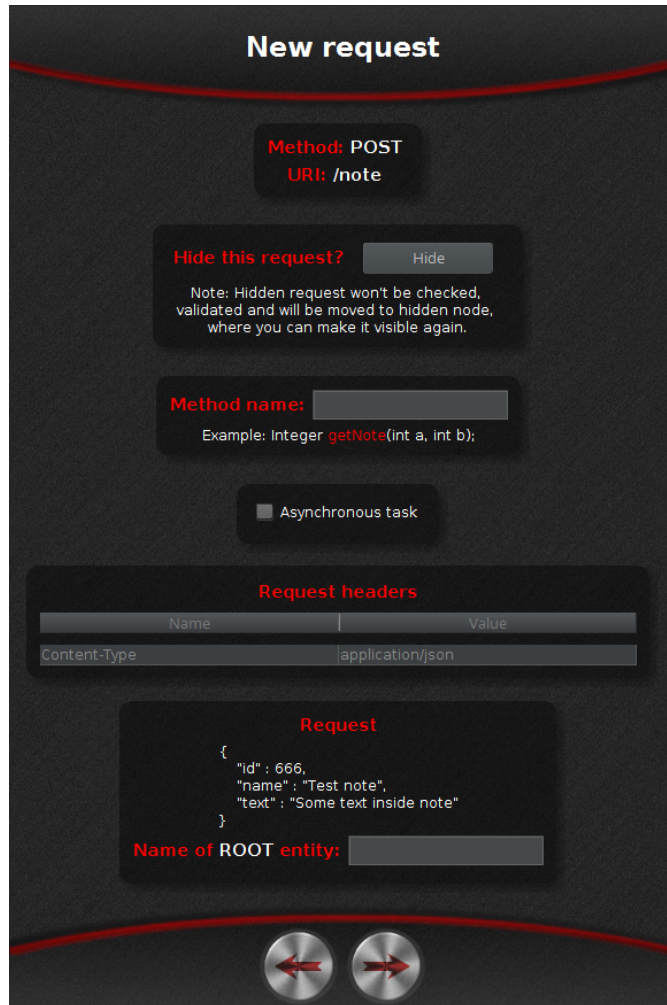 New request
Method: POST
URI: /note
Hide this request? Hide
Note: Hidden request won't be checked,
validated and will be moved to hidden node,
where you can make it visible again.
Method name:
Example: Integer getNote(int a, int b);
Asynchronous task
Request headers
Name Value
Content-Type application/json
Request
{
"id" : 666,
"name" : "Test note",
"text" : "Some text inside note"
}
Name of ROOT entity: